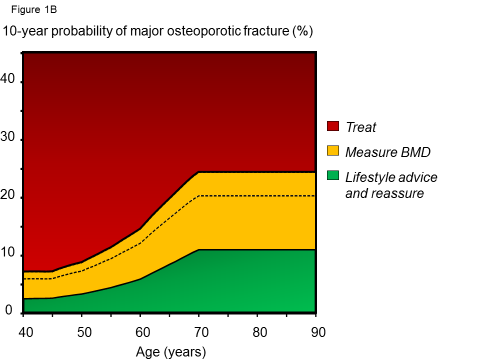 Figure 1B
10-year probability of major osteoporotic fracture (%)
40
30
20
10
0
40 50 60 70 80 90
Age (years)
Treat
Measure BMD
Lifestyle advice
and reassure